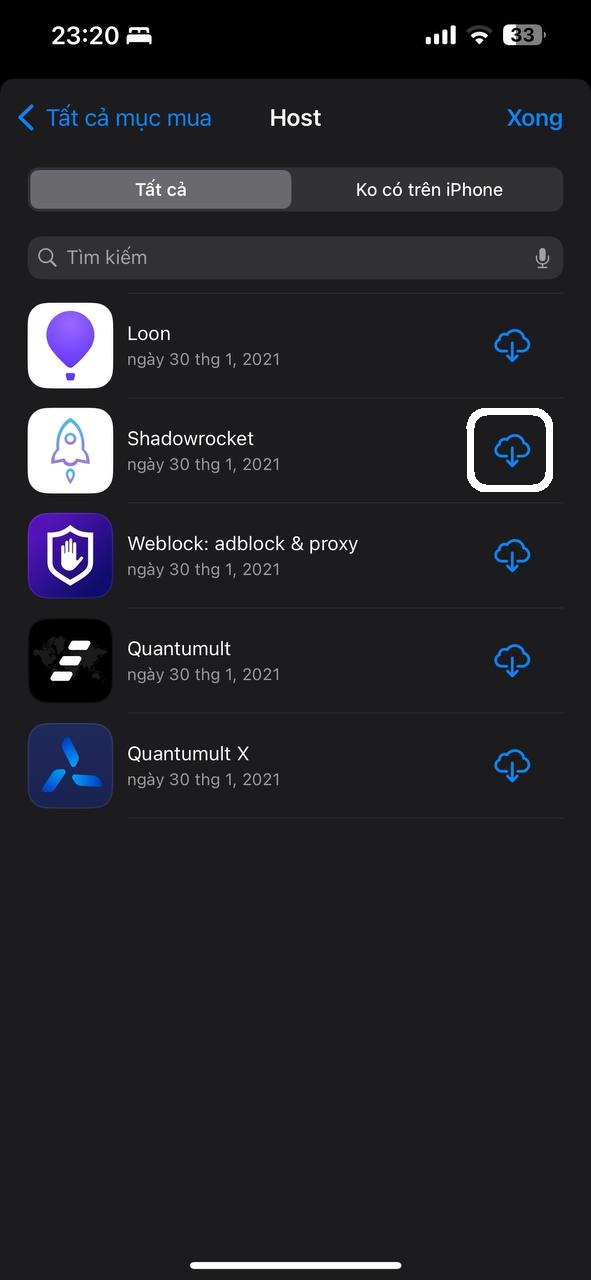 23:20
33
Tất cả mục mua
Host
Xong
Tất cả
Ko có trên iPhone
Tìm kiếm
Loon
ngày 30 thg 1, 2021
Shadowrocket
ngày 30 thg 1, 2021
Weblock: adblock & proxy
ngày 30 thg 1, 2021
Quantumult
ngày 30 thg 1, 2021
Quantumult X
ngày 30 thg 1, 2021